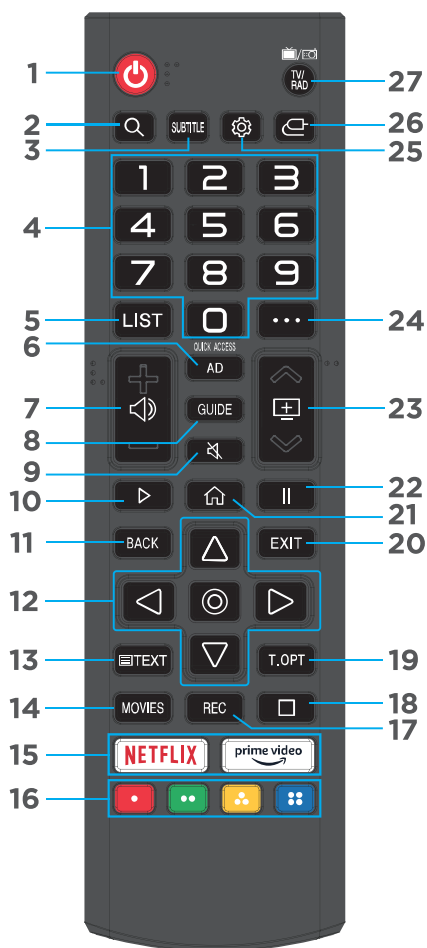 1
TV/
RAD
27
2
SUBTITLE
26
3
25
1 2 3
4
4 5 6
7 8 9
5
LIST
0
24
QUICK ACCESS
6
AD
7
23
8
GUIDE
9
10
22
21
11
BACK
EXIT
20
12
13
TEXT
T.OPT
19
14
MOVIES
REC
18
17
15
NETFLIX
prime video
16